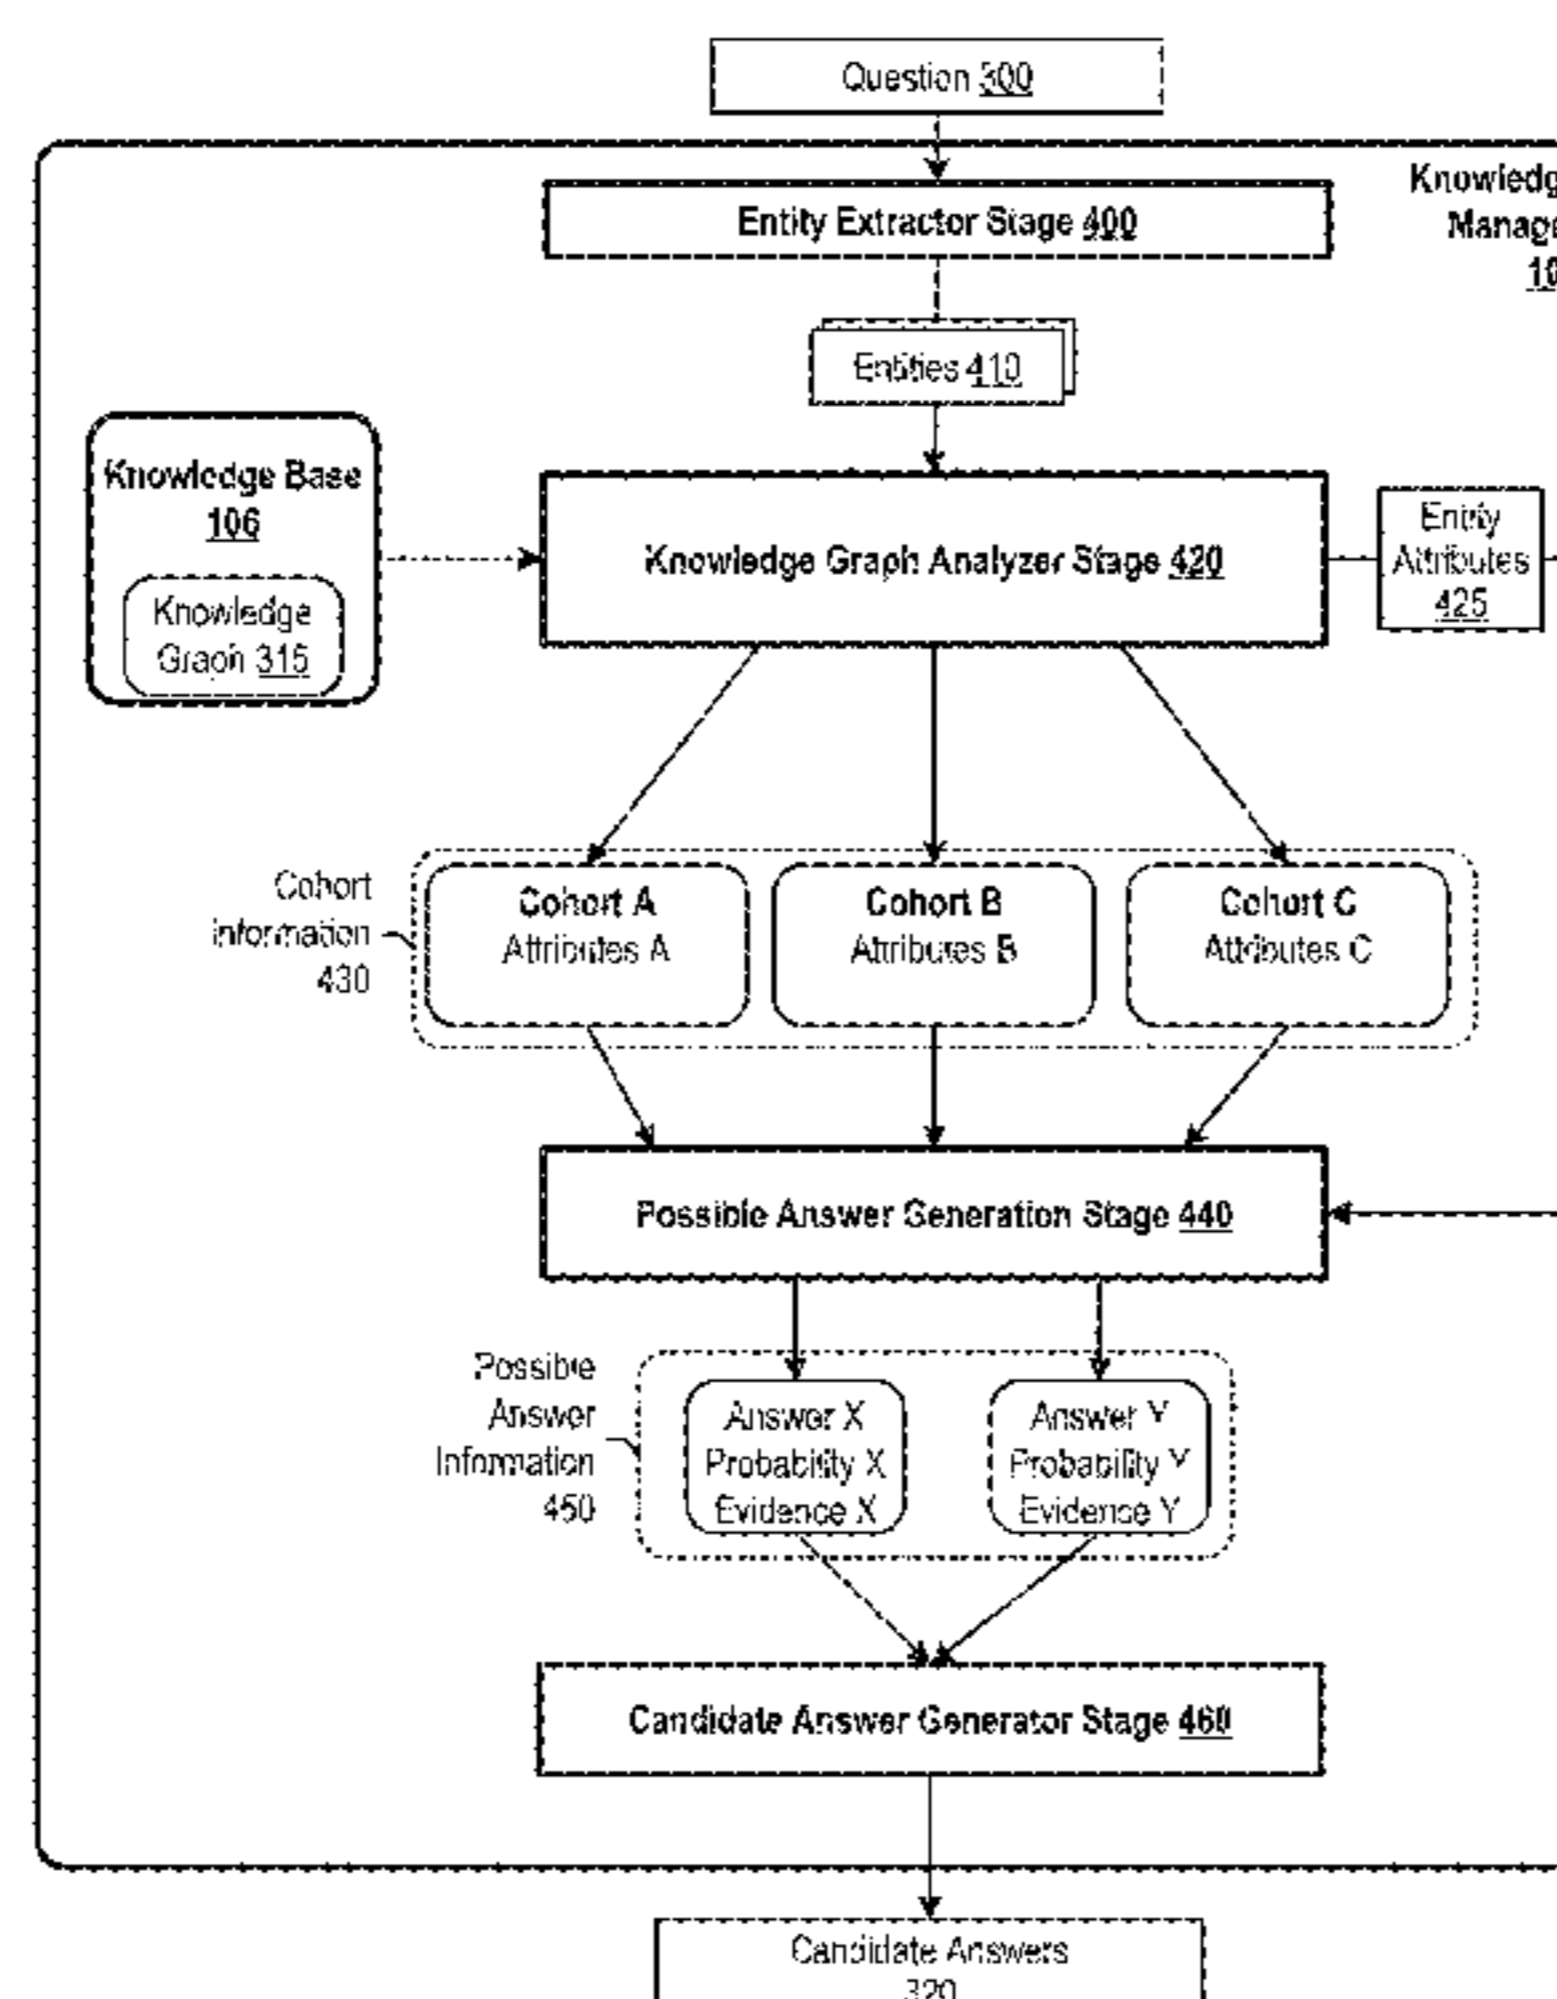 Question 300
Knowledg
Manage
10
Entity Extractor Stage 400
Entities 410
Knowledge Base
106
Knowledge
Graph 315
Knowledge Graph Analyzer Stage 420
Entity
Attributes
425
Cohort
Information
430
Cohort A
Attributes A
Cohort B
Attributes B
Cohort C
Attributes C
Possible Answer Generation Stage 440
Possible
Answer
Information
450
Answer X
Probability X
Evidence X
Answer Y
Probability Y
Evidence Y
Candidate Answer Generator Stage 460
Candidate Answers
320